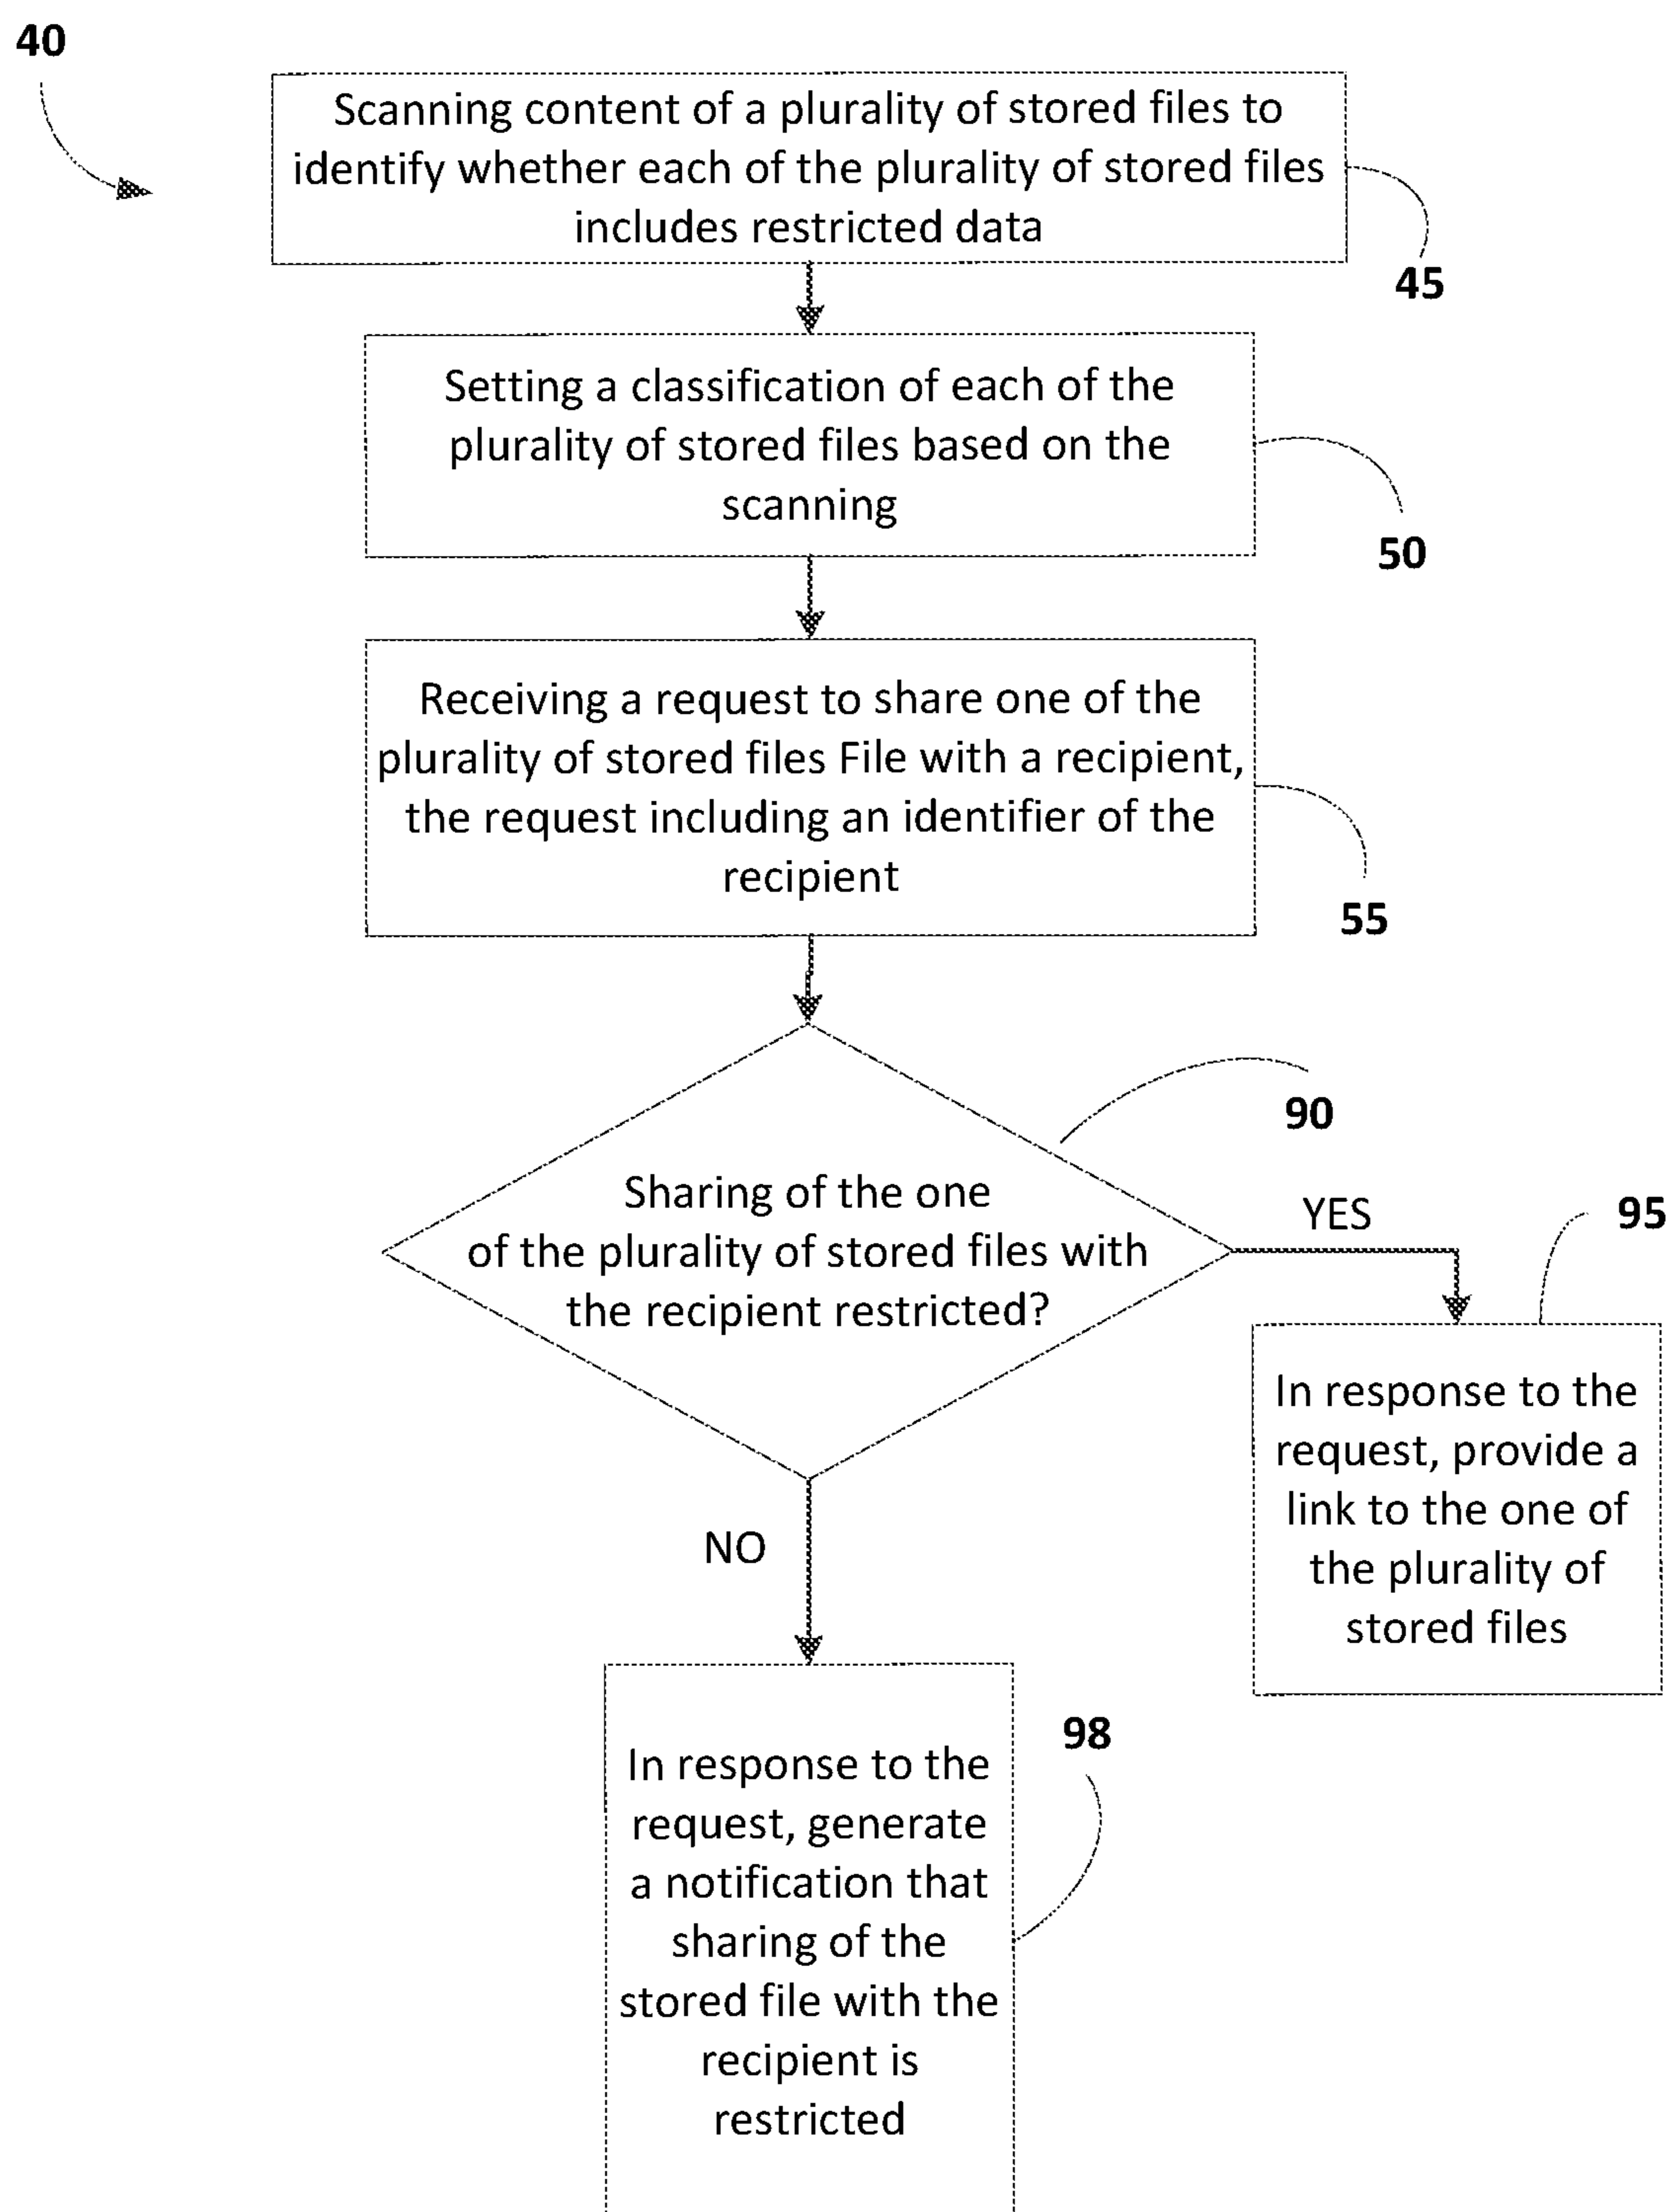 40
Scanning content of a plurality of stored files to
identify whether each of the plurality of stored files
includes restricted data
45
Setting a classification of each of the
plurality of stored files based on the
scanning
50
Receiving a request to share one of the
plurality of stored files File with a recipient,
the request including an identifier of the
recipient
55
90
Sharing of the one
of the plurality of stored files with
the recipient restricted?
YES
95
In response to the
request, provide a
link to the one of
the plurality of
stored files
NO
98
In response to the
request, generate
a notification that
sharing of the
stored file with the
recipient is
restricted